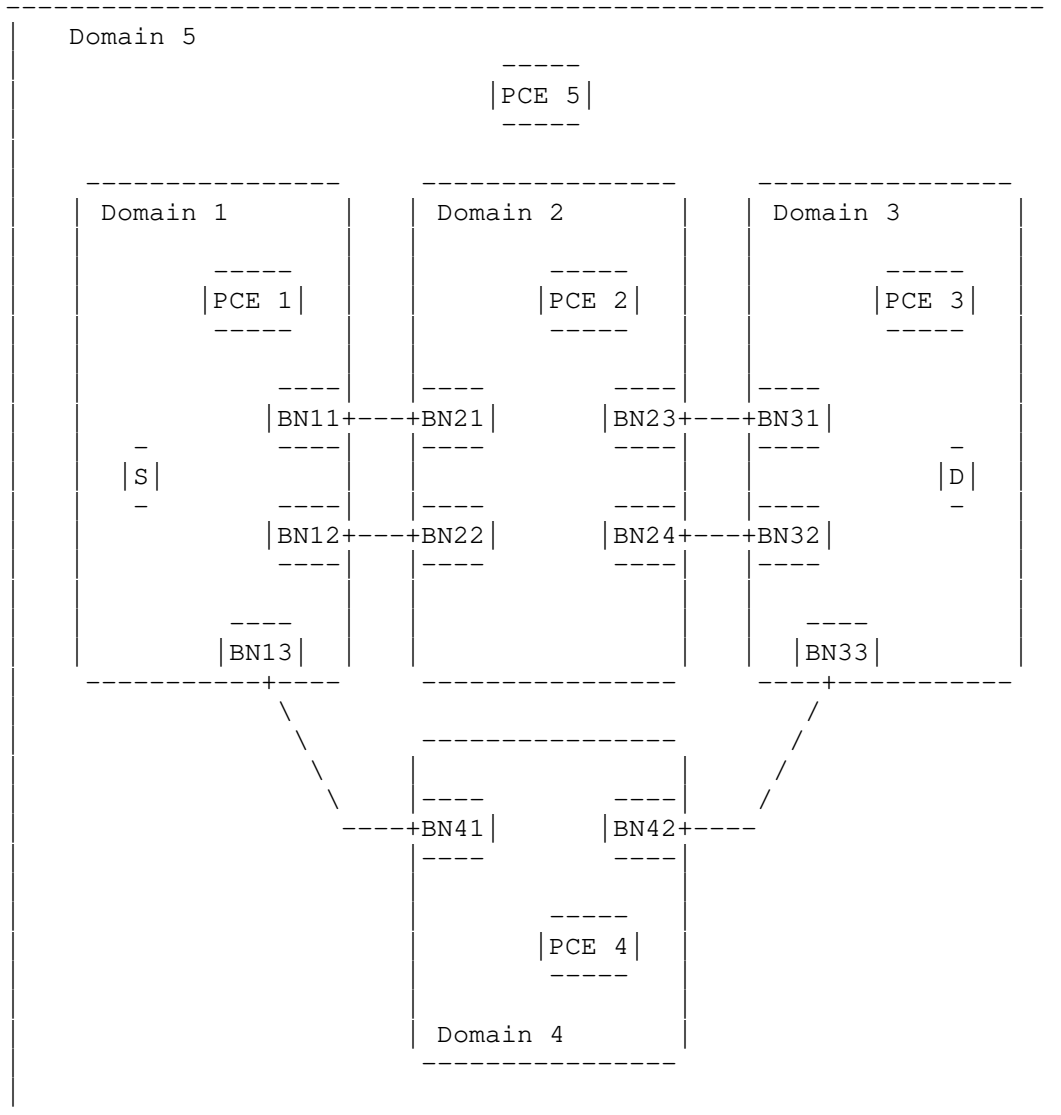 Domain 5
PCE 5
Domain 1 Domain 2 Domain 3
PCE 1 PCE 2 PCE 3
BN11 BN21 BN23 BN31
S D
BN12 BN22 BN24 BN32
BN13 BN33
BN41 BN42
PCE 4
Domain 4